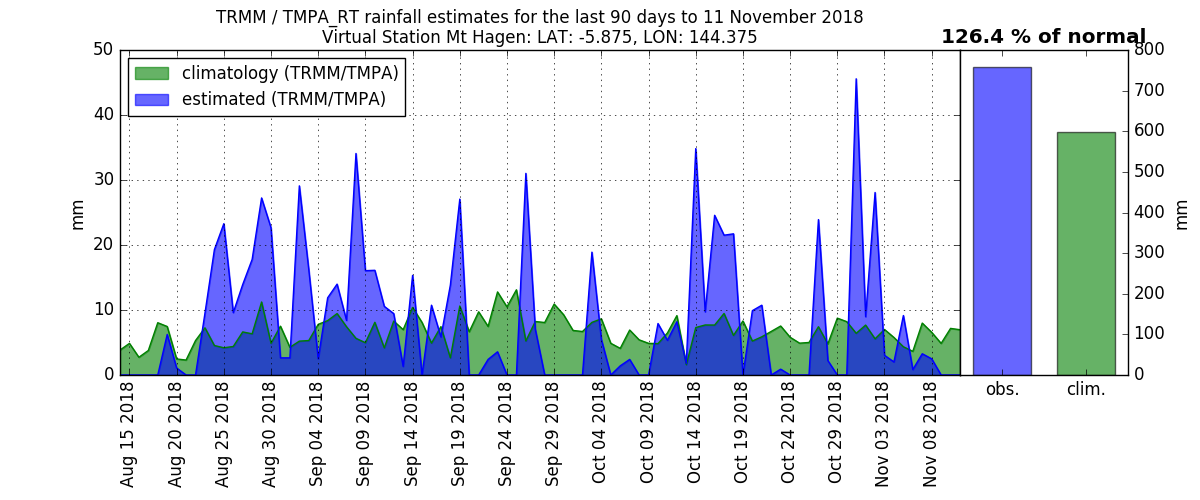 TRMM / TMPA_RT rainfall estimates for the last 90 days to 11 November 2018
Virtual Station Mt Hagen: LAT: -5.875, LON: 144.375
126.4 % of normal
climatology (TRMM/TMPA)
estimated (TRMM/TMPA)
50
40
30
20
10
0
mm
Aug 15 2018
Aug 20 2018
Aug 25 2018
Aug 30 2018
Sep 04 2018
Sep 09 2018
Sep 14 2018
Sep 19 2018
Sep 24 2018
Sep 29 2018
Oct 04 2018
Oct 09 2018
Oct 14 2018
Oct 19 2018
Oct 24 2018
Oct 29 2018
Nov 03 2018
Nov 08 2018
800
700
600
500
400
300
200
100
0
mm
obs.
clim.